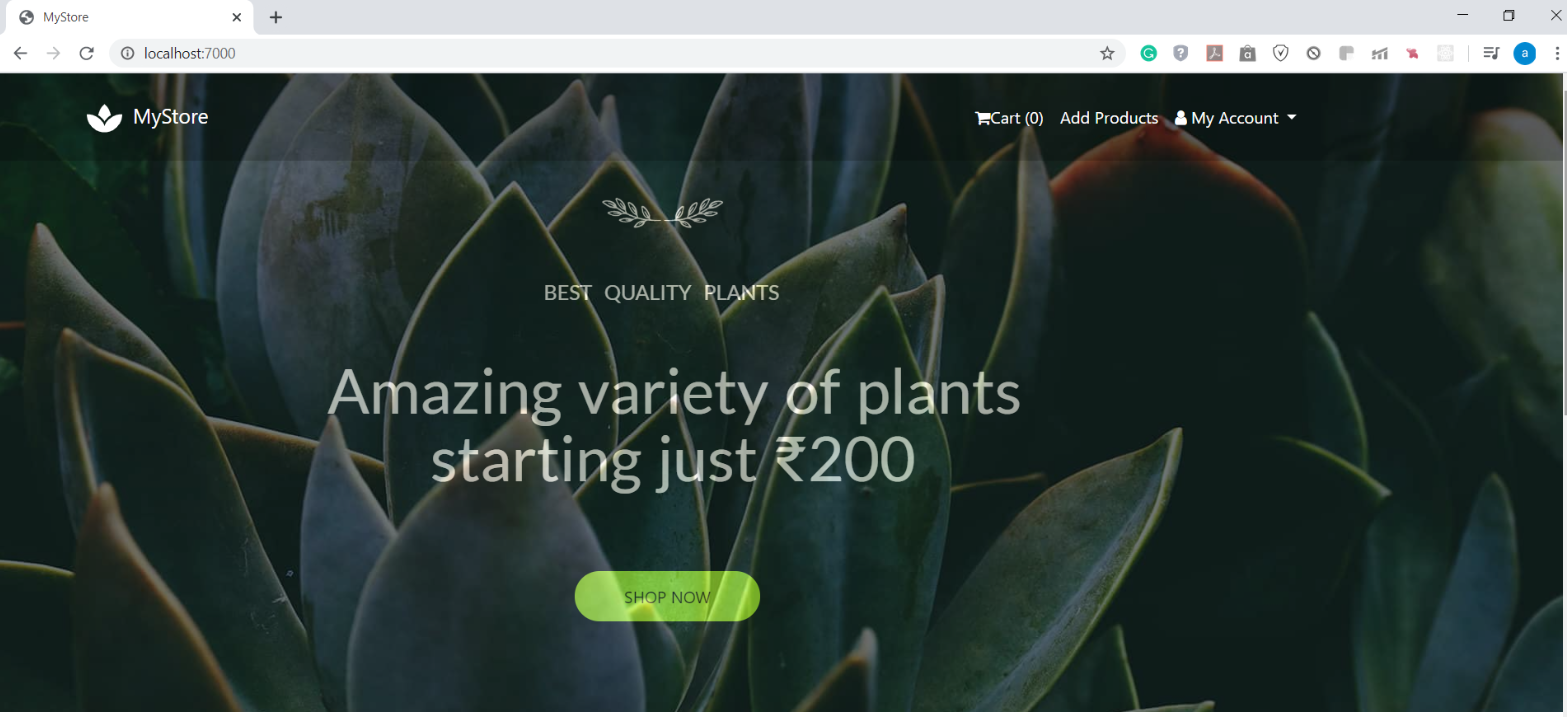 MyStore
localhost:7000
a
MyStore
Cart (0) Add Products My Account
BEST QUALITY PLANTS
Amazing variety of plants
starting just ₹200
SHOP NOW